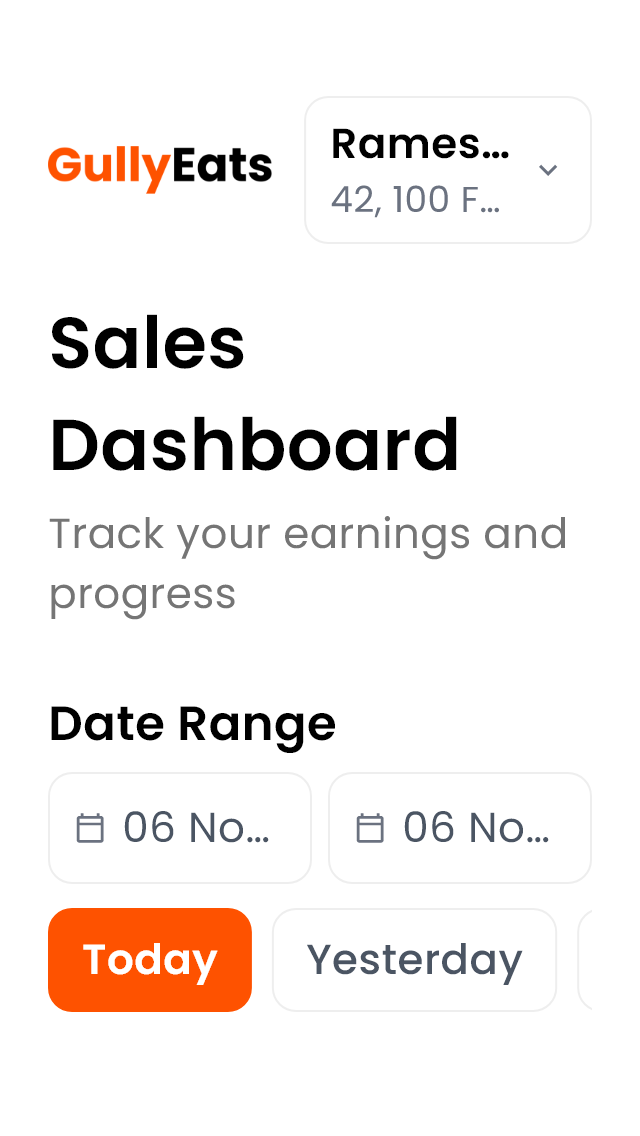 GullyEats
Rames...
42, 100 F...
Sales
Dashboard
Track your earnings and
progress
Date Range
06 No...
06 No...
Today
Yesterday